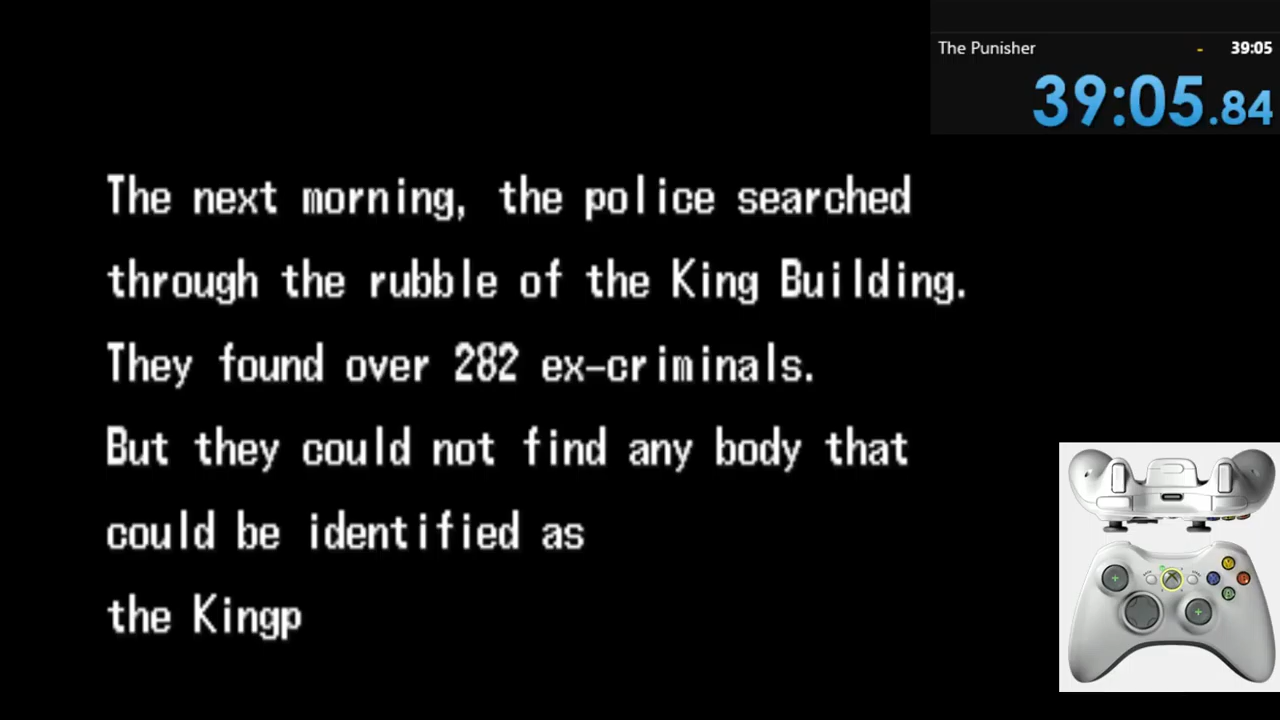 The Punisher - 39:05
39:05.84
The next morning, the police searched
through the rubble of the King Building.
They found over 282 ex-criminals.
But they could not find any body that
could be identified as
the Kingp